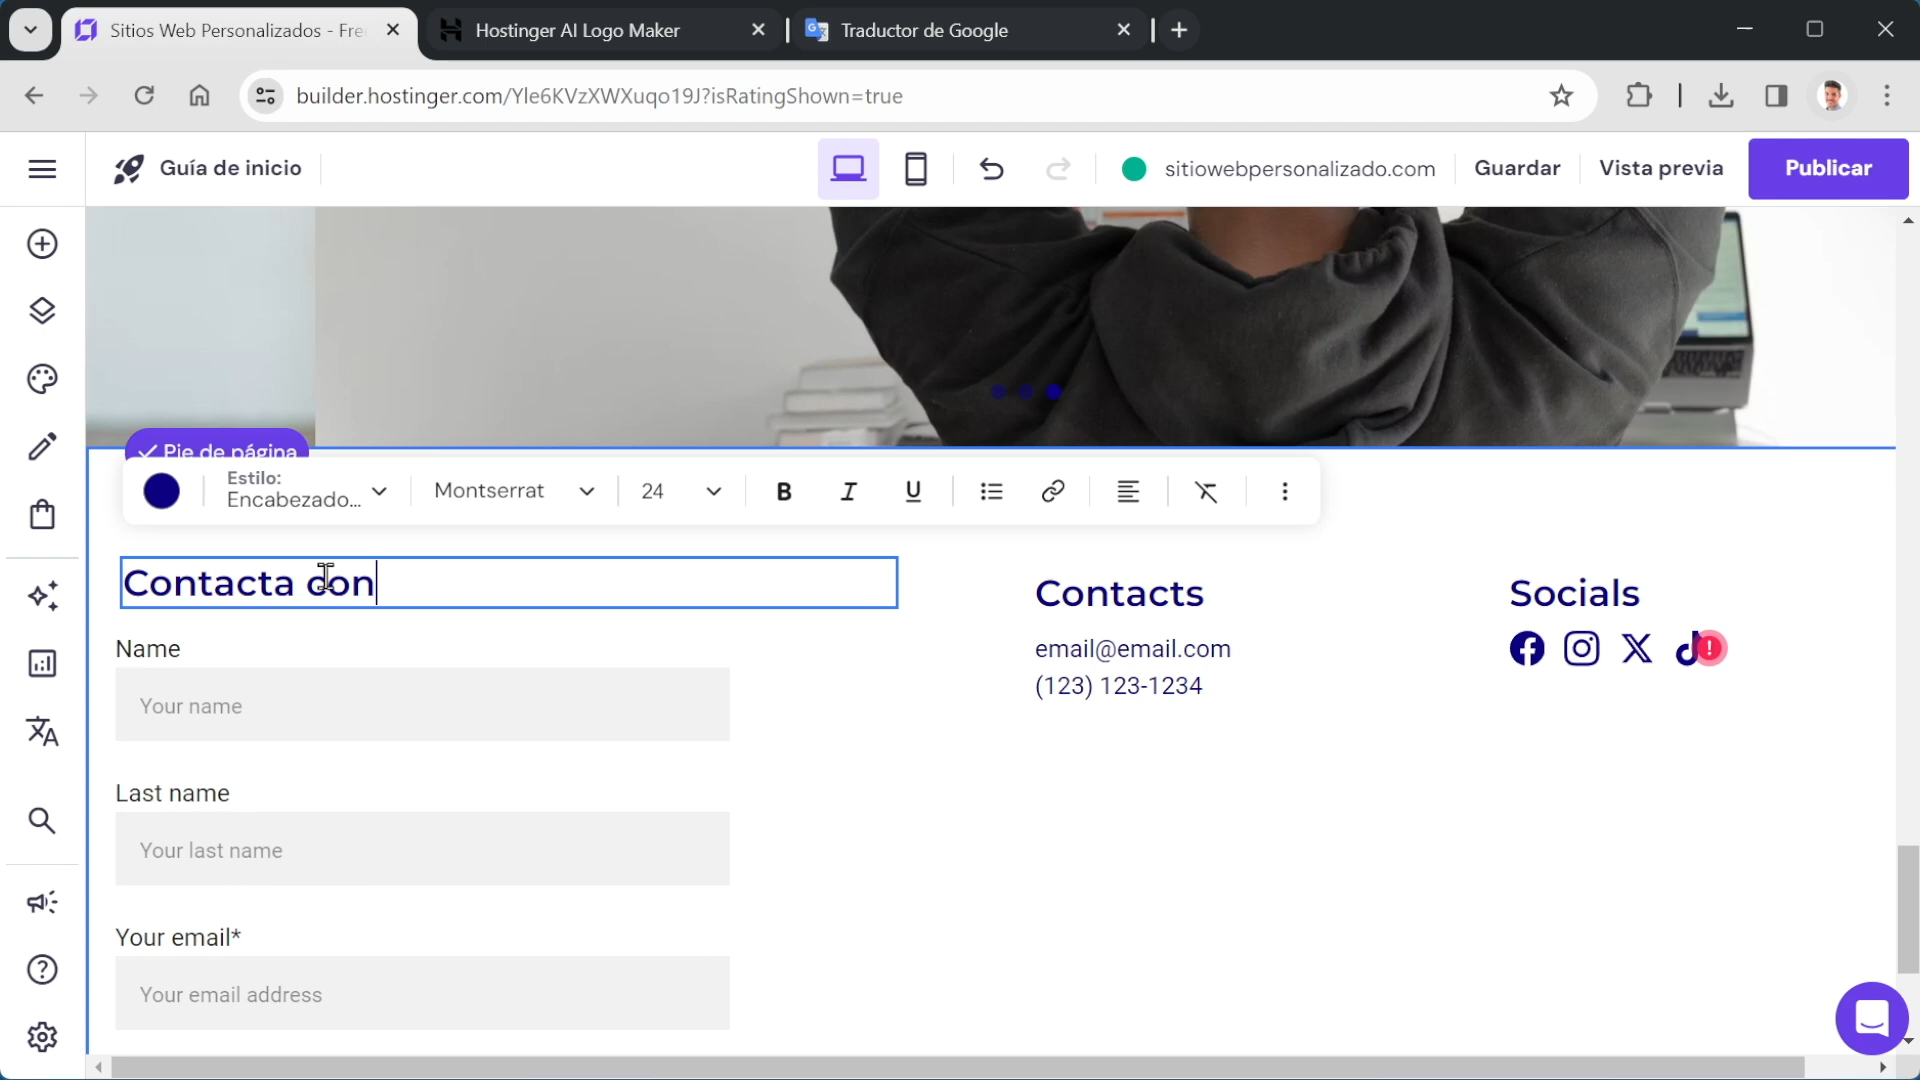 Sitios Web Personalizados - Fre
Hostinger AI Logo Maker
Traductor de Google
builder.hostinger.com/Yle6KVzXWXuqo19J?isRatingShown=true
Guía de inicio
sitiowebpersonalizado.com
Guardar
Vista previa
Publicar
Pie de página
Estilo:
Encabezado...
Montserrat
24
B
I
U
Contacta con
Contacts
Socials
Name
email@email.com
Your name
(123) 123-1234
Last name
Your last name
Your email*
Your email address